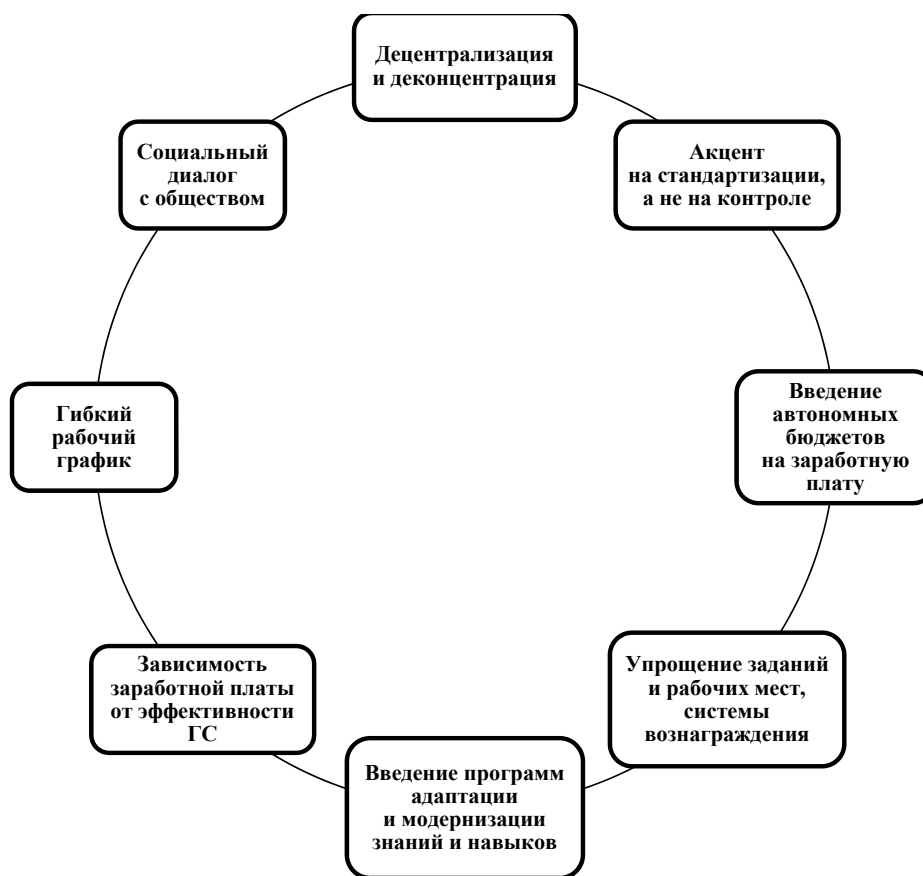 Децентрализация
и деконцентрация
Акцент
на стандартизации,
а не на контроле
Введение
автономных
бюджетов
на заработную
плату
Упрощение заданий
и рабочих мест,
системы
вознаграждения
Введение программ
адаптации
и модернизации
знаний и навыков
Зависимость
заработной платы
от эффективности
ГС
Гибкий
рабочий
график
Социальный
диалог
с обществом